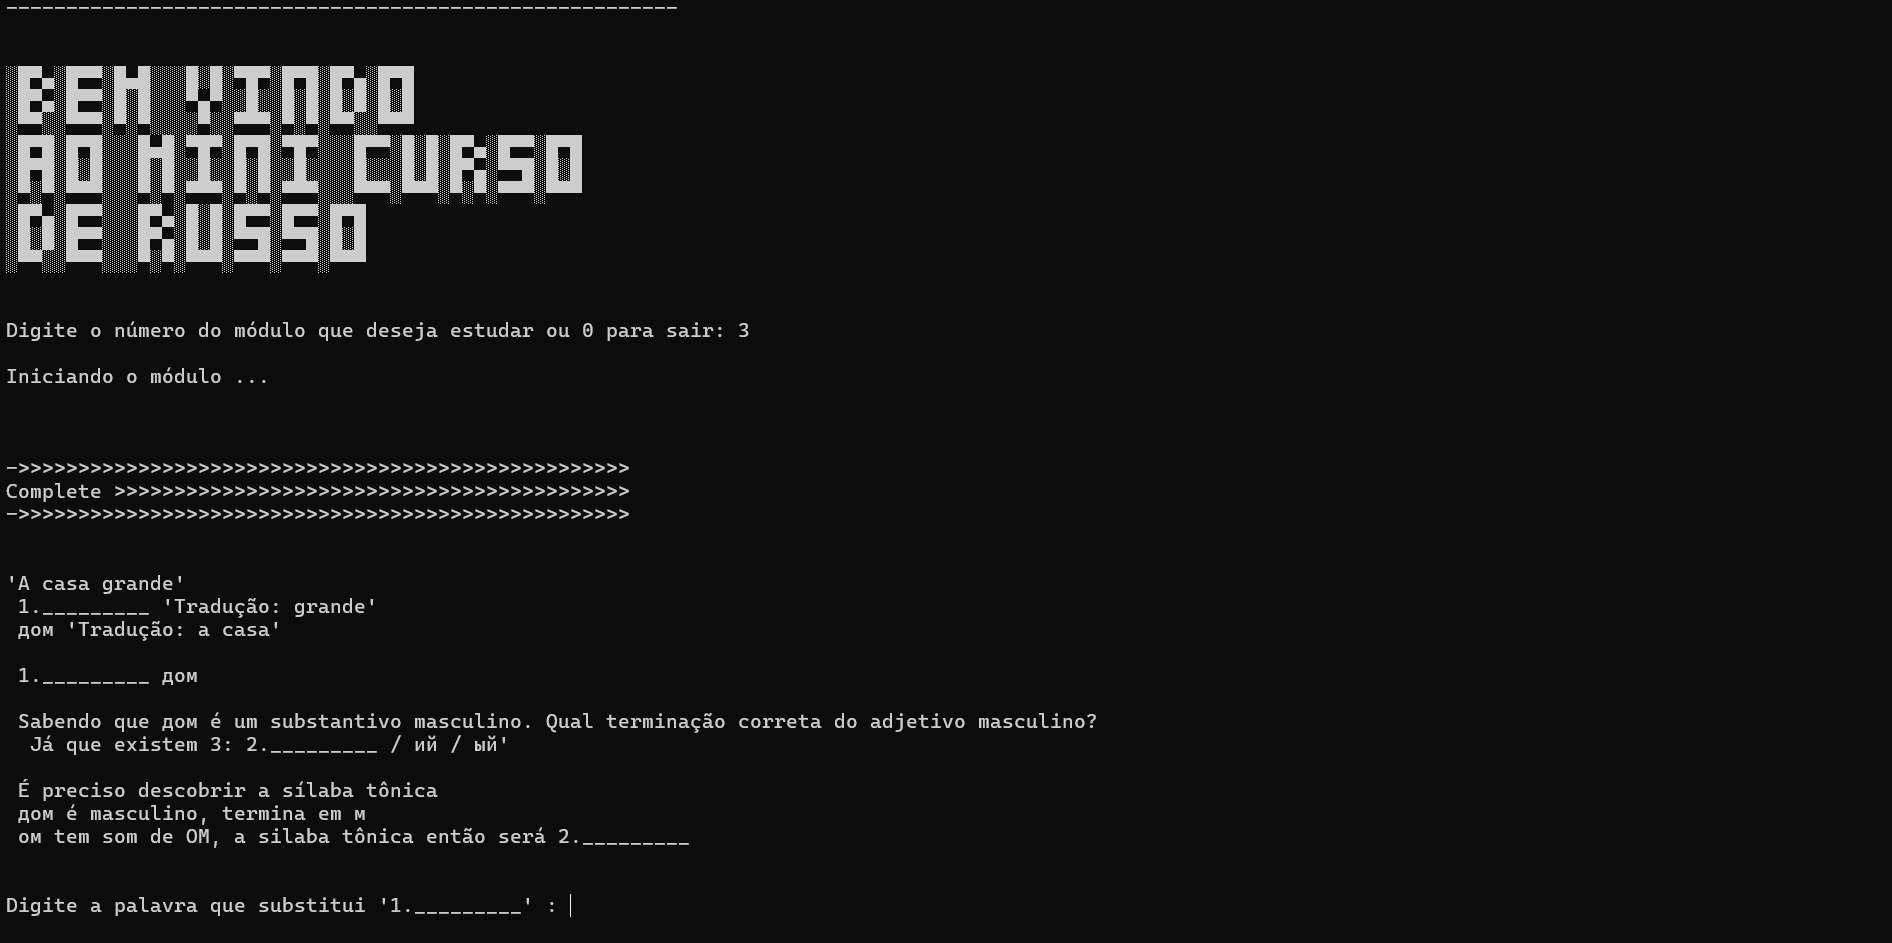 -------------------------------------------------------
BEM VINDO
AO MINI CURSO
DE RUSSO
Digite o número do módulo que deseja estudar ou 0 para sair: 3
Iniciando o módulo ...
->>>>>>>>>>>>>>>>>>>>>>>>>>>>>>>>>>>>>>>>>>>>>>>>>>>
Complete >>>>>>>>>>>>>>>>>>>>>>>>>>>>>>>>>>>>>>>>>>>
->>>>>>>>>>>>>>>>>>>>>>>>>>>>>>>>>>>>>>>>>>>>>>>>>>>
'A casa grande'
1._________ 'Tradução: grande'
дом 'Tradução: a casa'
1._________ дом
Sabendo que дом é um substantivo masculino. Qual terminação correta do adjetivo masculino?
Já que existem 3: 2._________ / ий / ый'
É preciso descobrir a sílaba tônica
дом é masculino, termina em м
ом tem som de OM, a silaba tônica então será 2._________
Digite a palavra que substitui '1._________' :